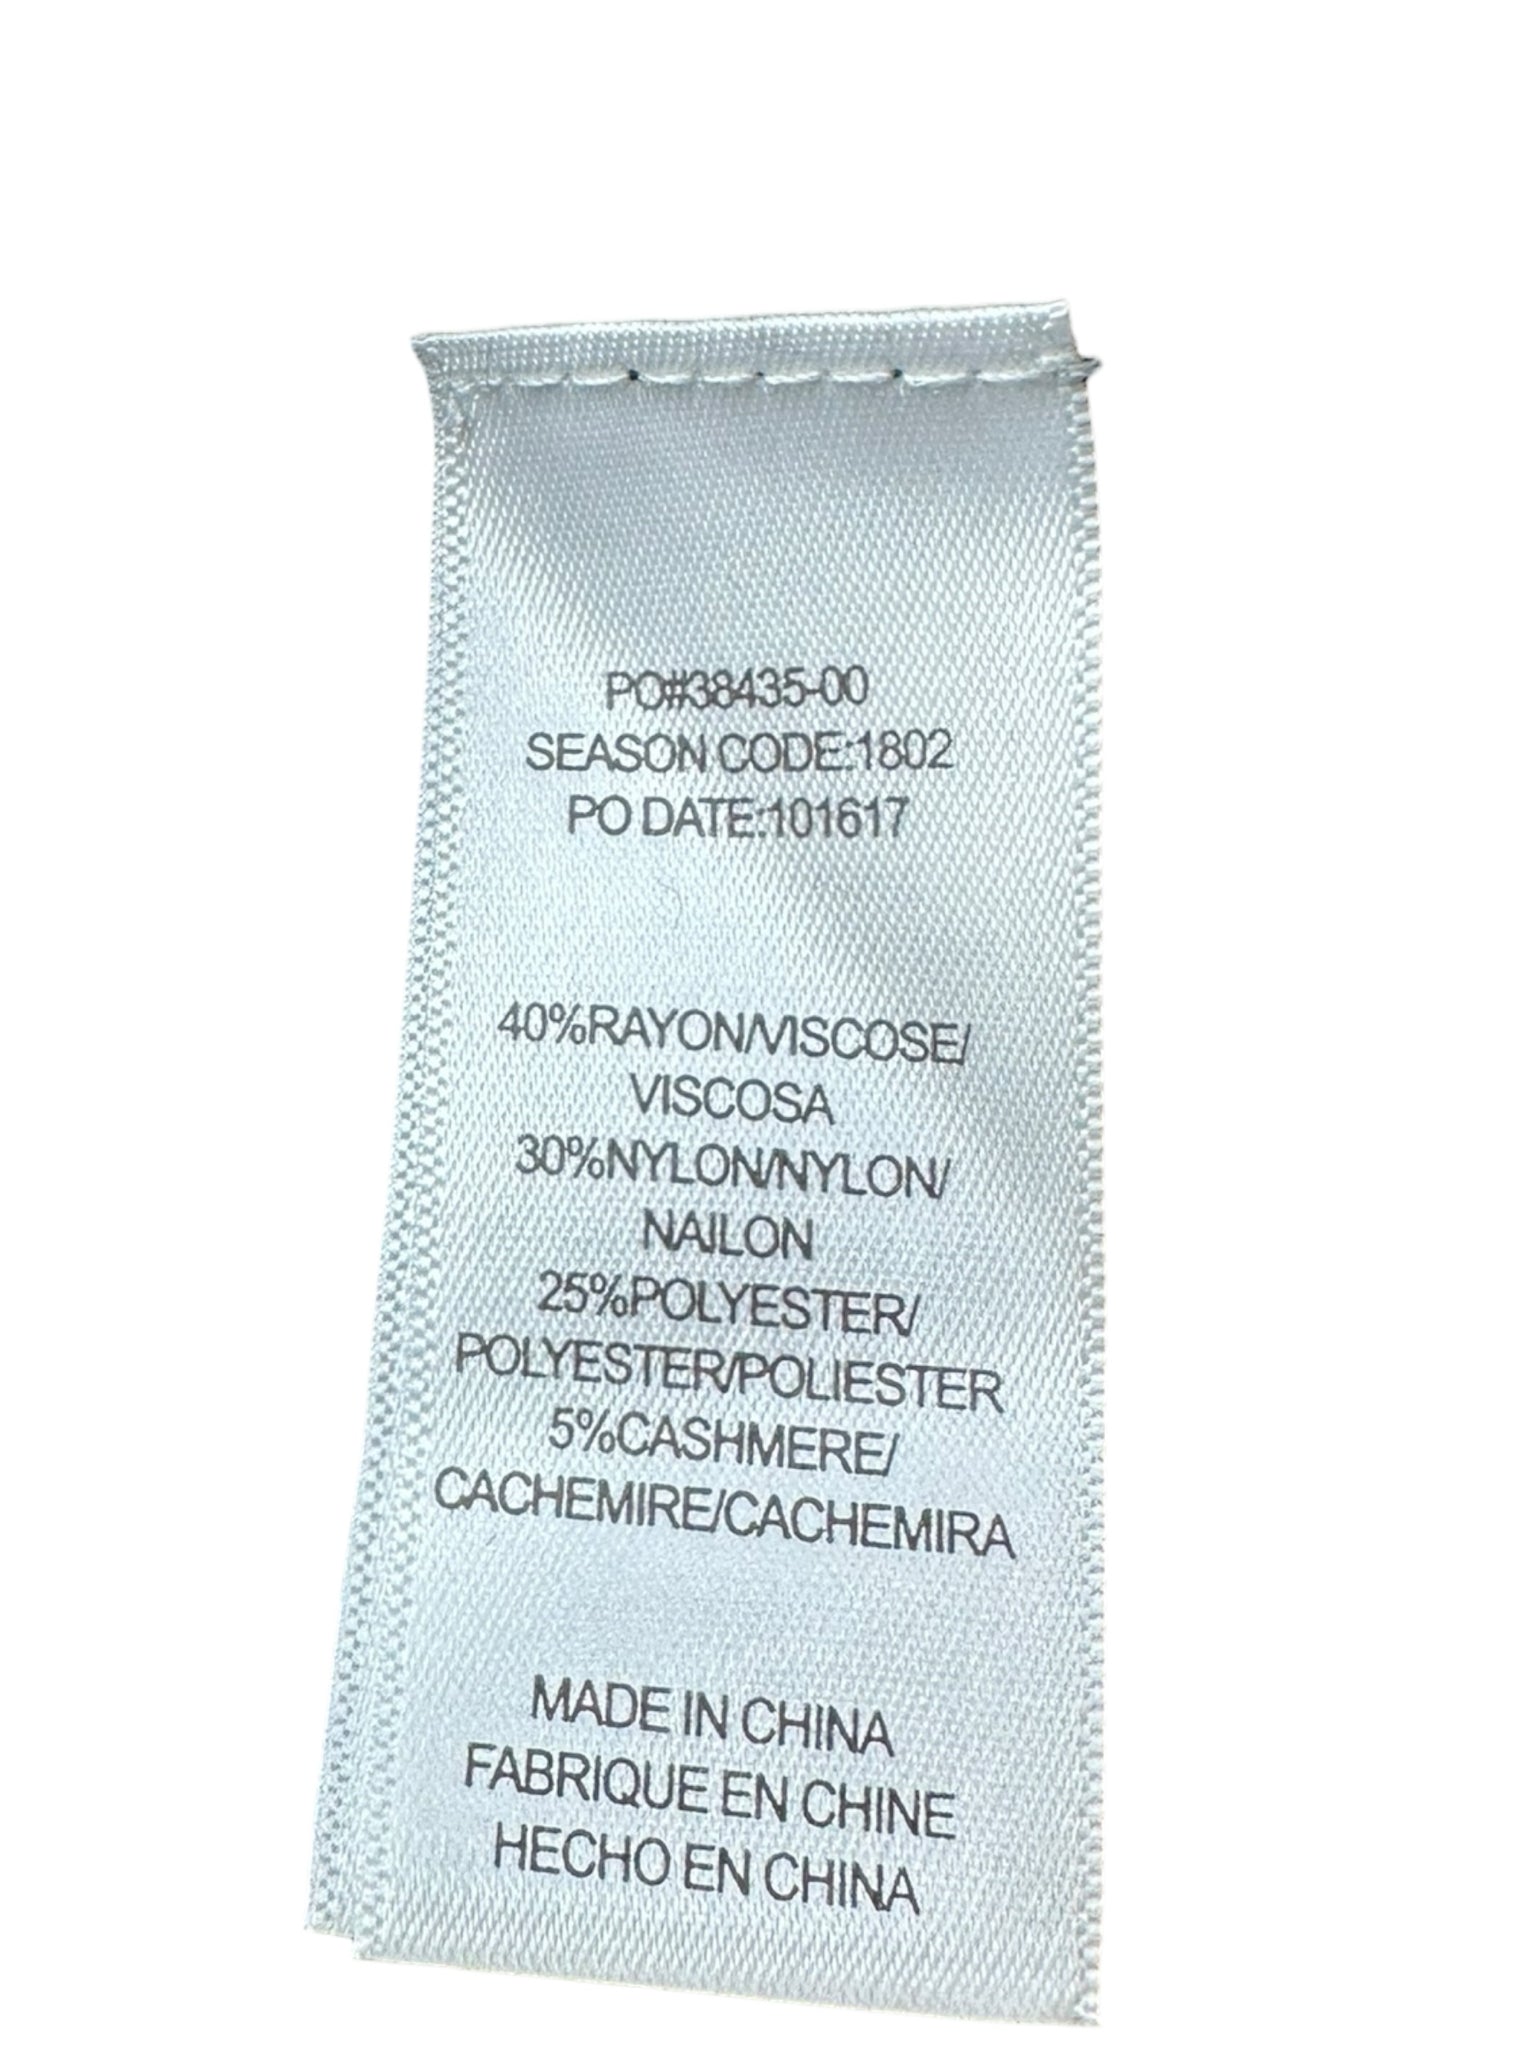 PO#38435-00
SEASON CODE:1802
PO DATE:101617
40%RAYON/VISCOSE/
VISCOSA
30%NYLON/NYLON/
NAILON
25%POLYESTER/
POLYESTER/POLIESTER
5%CASHMERE/
CACHEMIRE/CACHEMIRA
MADE IN CHINA
FABRIQUE EN CHINE
HECHO EN CHINA